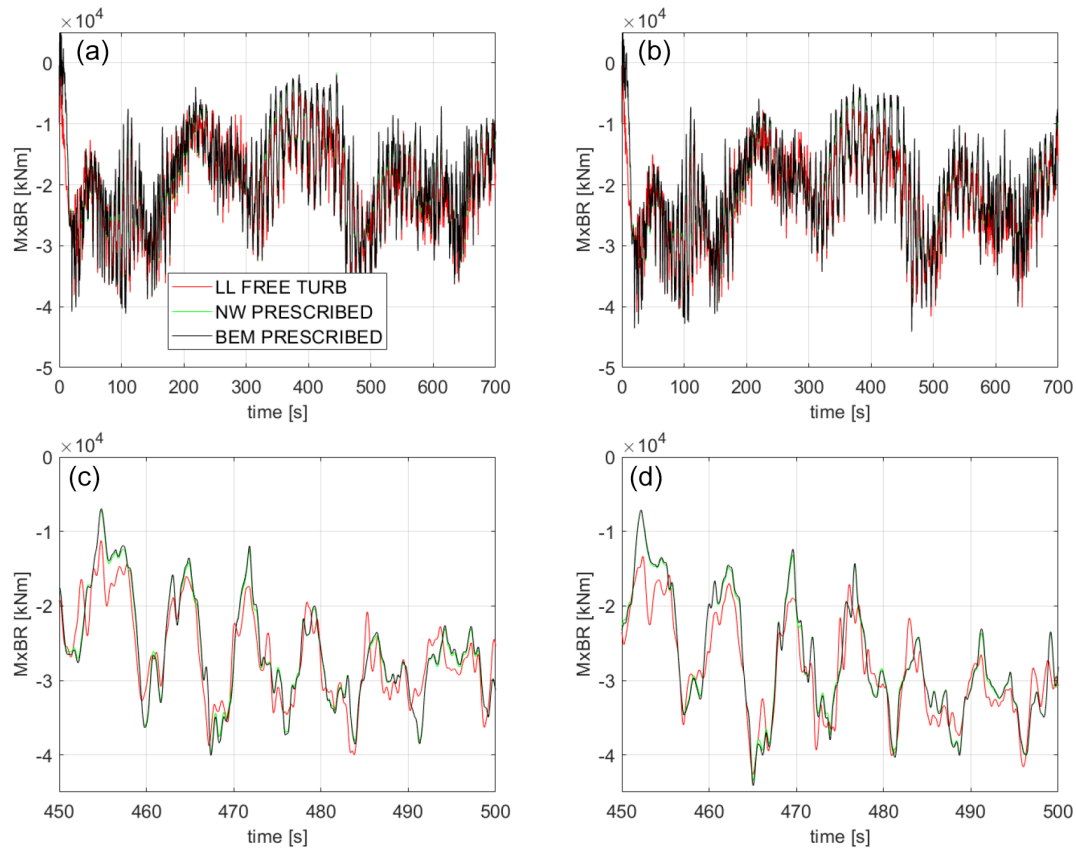 ×10⁴ ×10⁴
(a) (b)
0 0
-1 -1
-2 -2
-3 -3
-4 -4
-5 -5
MxBR [kNm] MxBR [kNm]
LL FREE TURB
NW PRESCRIBED
BEM PRESCRIBED
0 100 200 300 400 500 600 700 0 100 200 300 400 500 600 700
time [s] time [s]
×10⁴ ×10⁴
(c) (d)
0 0
-1 -1
-2 -2
-3 -3
-4 -4
MxBR [kNm] MxBR [kNm]
450 460 470 480 490 500 450 460 470 480 490 500
time [s] time [s]